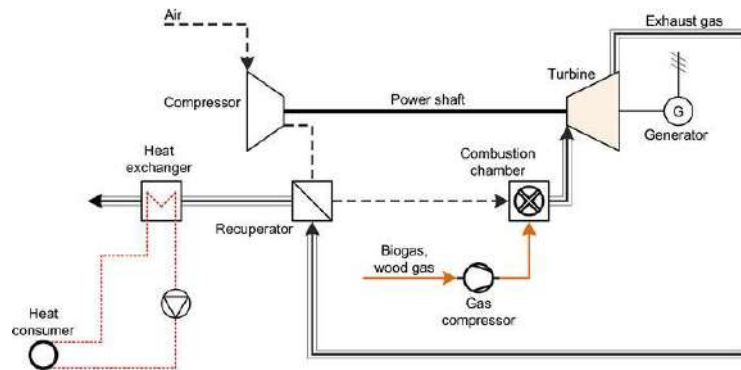 Air
Exhaust gas
Turbine
Compressor
Power shaft
G
Generator
Heat
exchanger
Combustion
chamber
Recuperator
Biogas,
wood gas
Gas
compressor
Heat
consumer